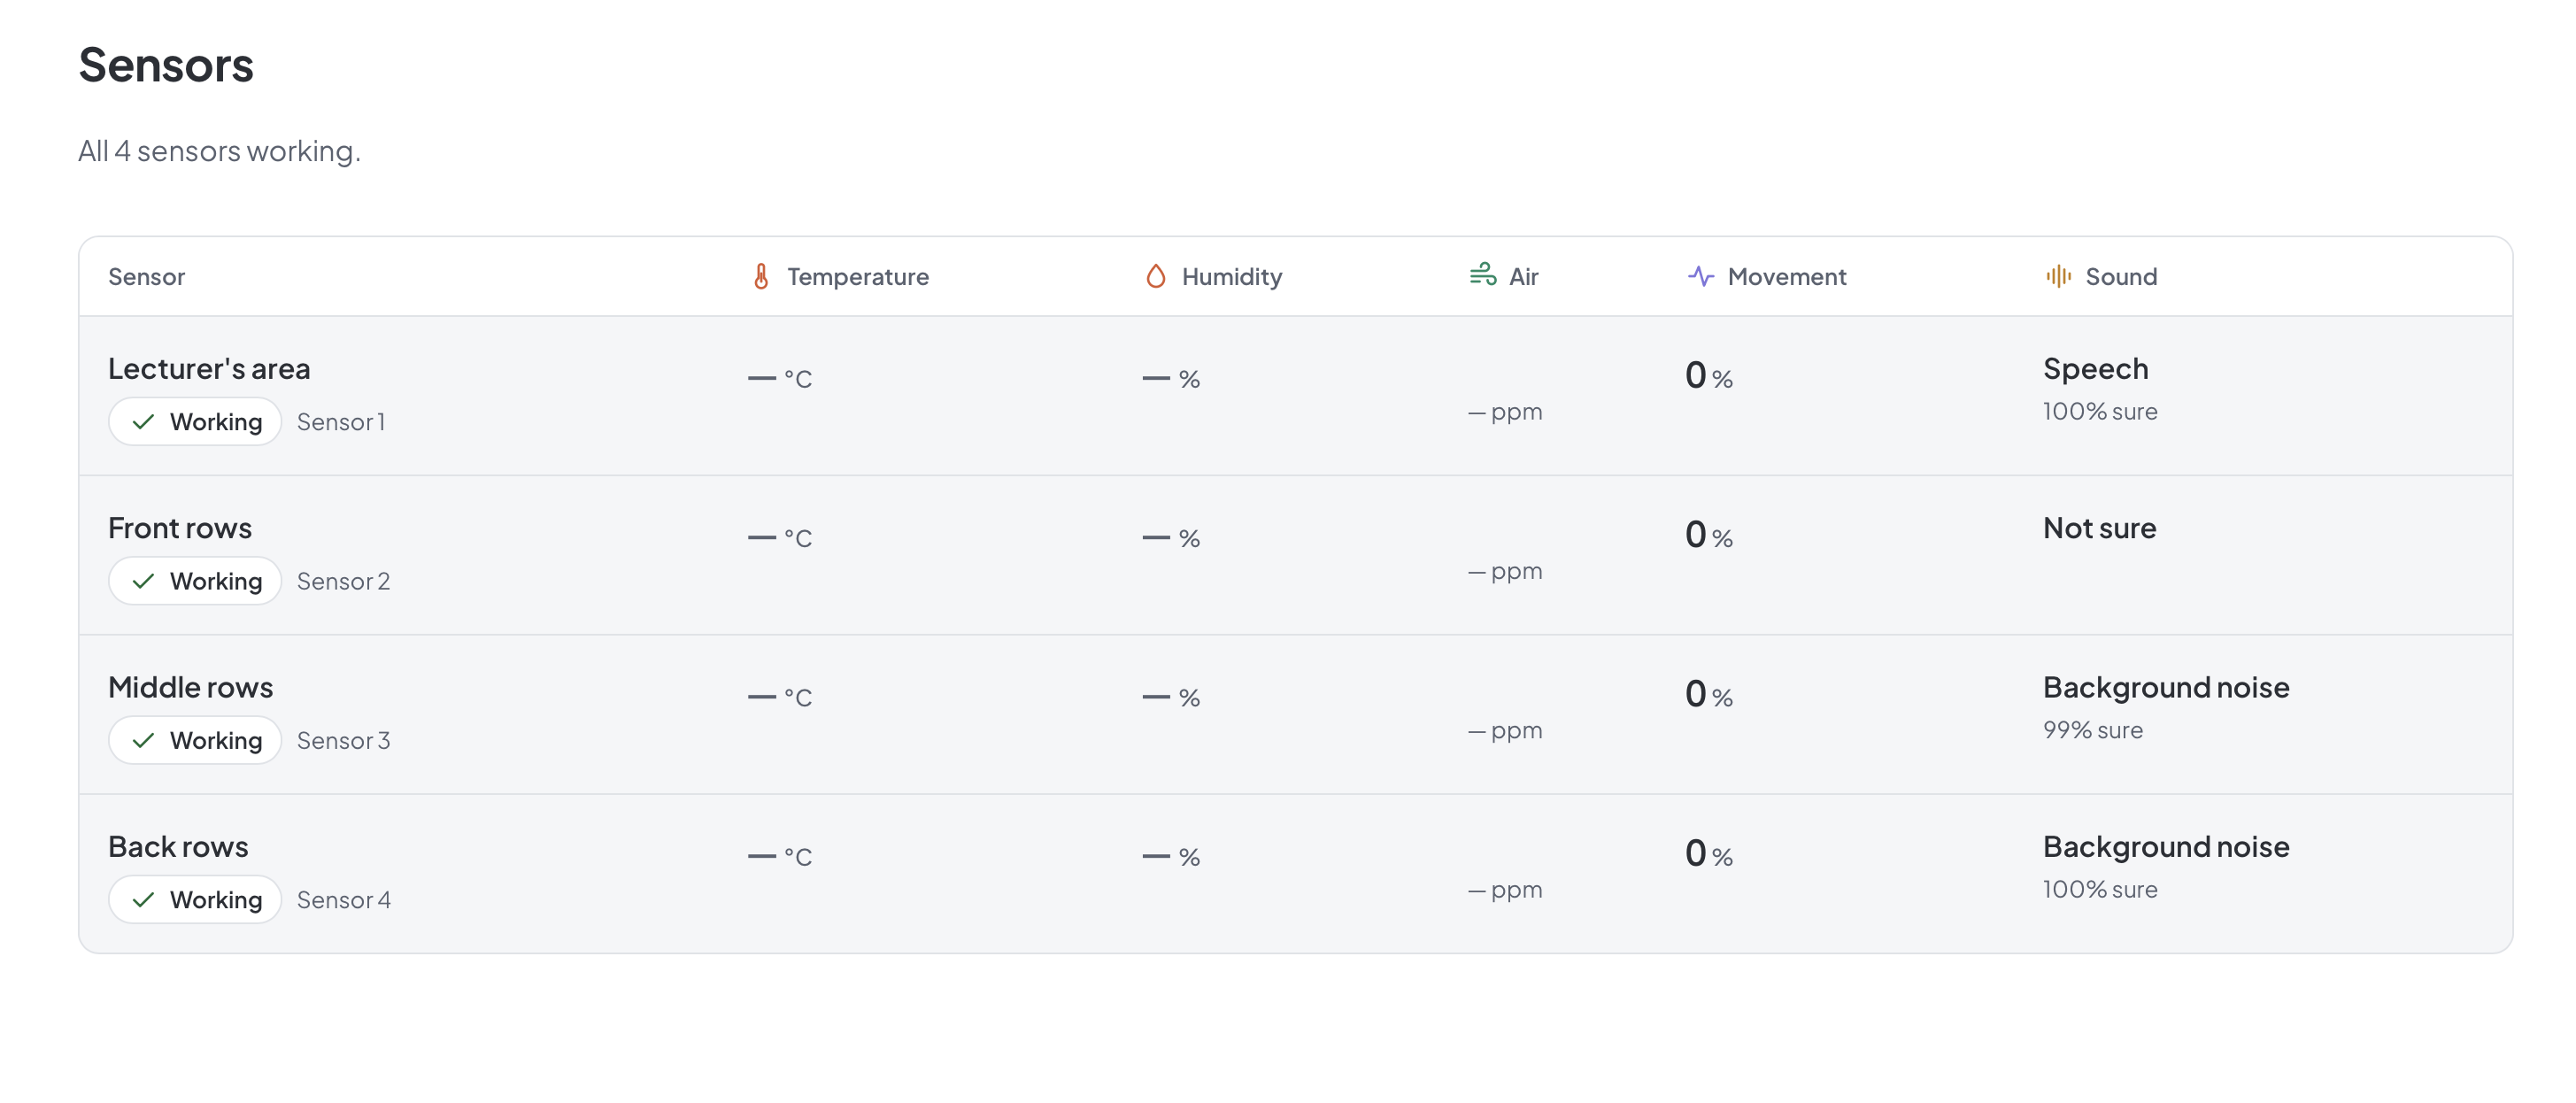 Sensors
All 4 sensors working.
Sensor Temperature Humidity Air Movement Sound
Lecturer's area — °C — % — ppm 0 % Speech
Working Sensor 1 100% sure
Front rows — °C — % — ppm 0 % Not sure
Working Sensor 2
Middle rows — °C — % — ppm 0 % Background noise
Working Sensor 3 99% sure
Back rows — °C — % — ppm 0 % Background noise
Working Sensor 4 100% sure